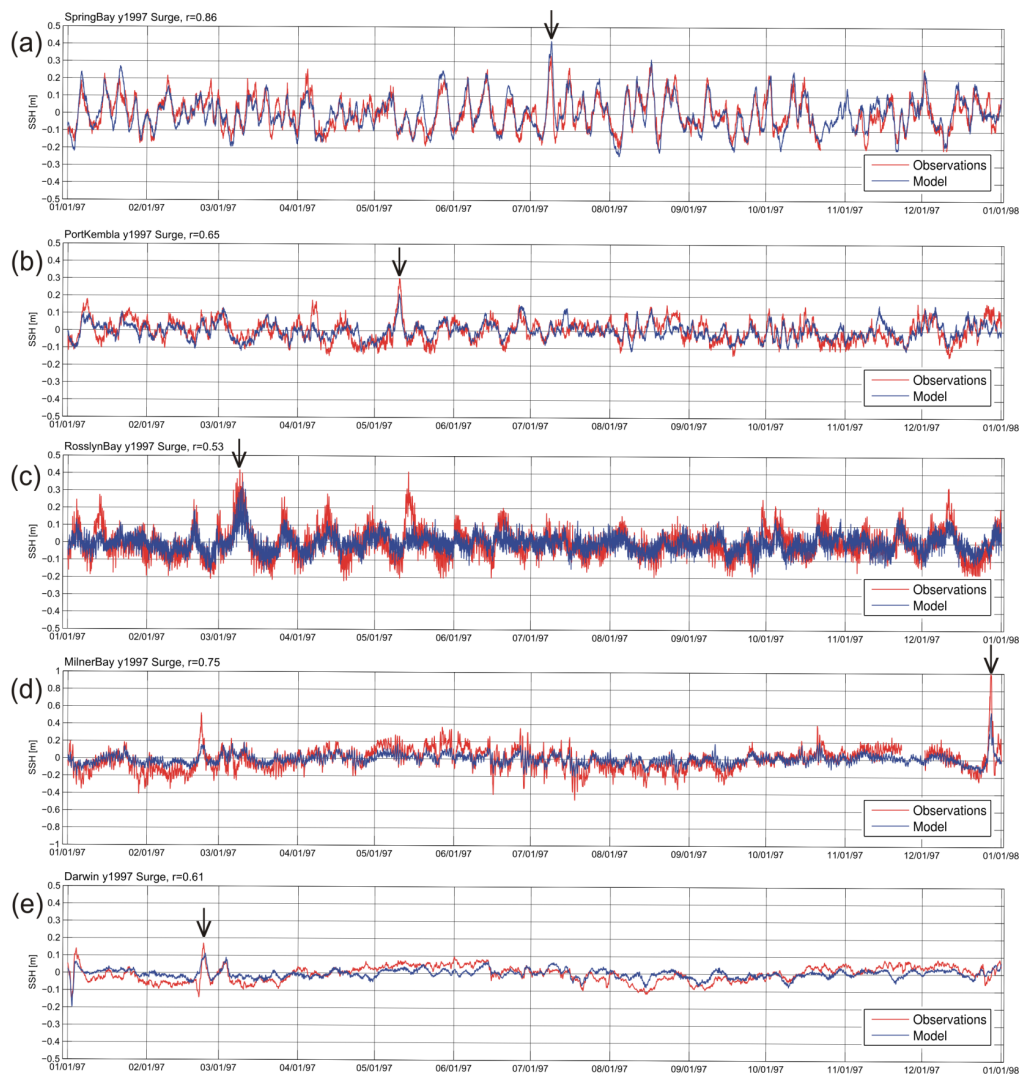 (a)
SpringBay y1997 Surge, r=0.86
SSH [m]
0.5
0.4
0.3
0.2
0.1
0
−0.1
−0.2
−0.3
−0.4
−0.5
Observations
Model
01/01/97 02/01/97 03/01/97 04/01/97 05/01/97 06/01/97 07/01/97 08/01/97 09/01/97 10/01/97 11/01/97 12/01/97 01/01/98
(b)
PortKembla y1997 Surge, r=0.65
SSH [m]
0.5
0.4
0.3
0.2
0.1
0
−0.1
−0.2
−0.3
−0.4
−0.5
Observations
Model
01/01/97 02/01/97 03/01/97 04/01/97 05/01/97 06/01/97 07/01/97 08/01/97 09/01/97 10/01/97 11/01/97 12/01/97 01/01/98
(c)
RosslynBay y1997 Surge, r=0.53
SSH [m]
0.5
0.4
0.3
0.2
0.1
0
−0.1
−0.2
−0.3
−0.4
−0.5
Observations
Model
01/01/97 02/01/97 03/01/97 04/01/97 05/01/97 06/01/97 07/01/97 08/01/97 09/01/97 10/01/97 11/01/97 12/01/97 01/01/98
(d)
MilnerBay y1997 Surge, r=0.75
SSH [m]
1
0.8
0.6
0.4
0.2
0
−0.2
−0.4
−0.6
−0.8
−1
Observations
Model
01/01/97 02/01/97 03/01/97 04/01/97 05/01/97 06/01/97 07/01/97 08/01/97 09/01/97 10/01/97 11/01/97 12/01/97 01/01/98
(e)
Darwin y1997 Surge, r=0.61
SSH [m]
0.5
0.4
0.3
0.2
0.1
0
−0.1
−0.2
−0.3
−0.4
−0.5
Observations
Model
01/01/97 02/01/97 03/01/97 04/01/97 05/01/97 06/01/97 07/01/97 08/01/97 09/01/97 10/01/97 11/01/97 12/01/97 01/01/98